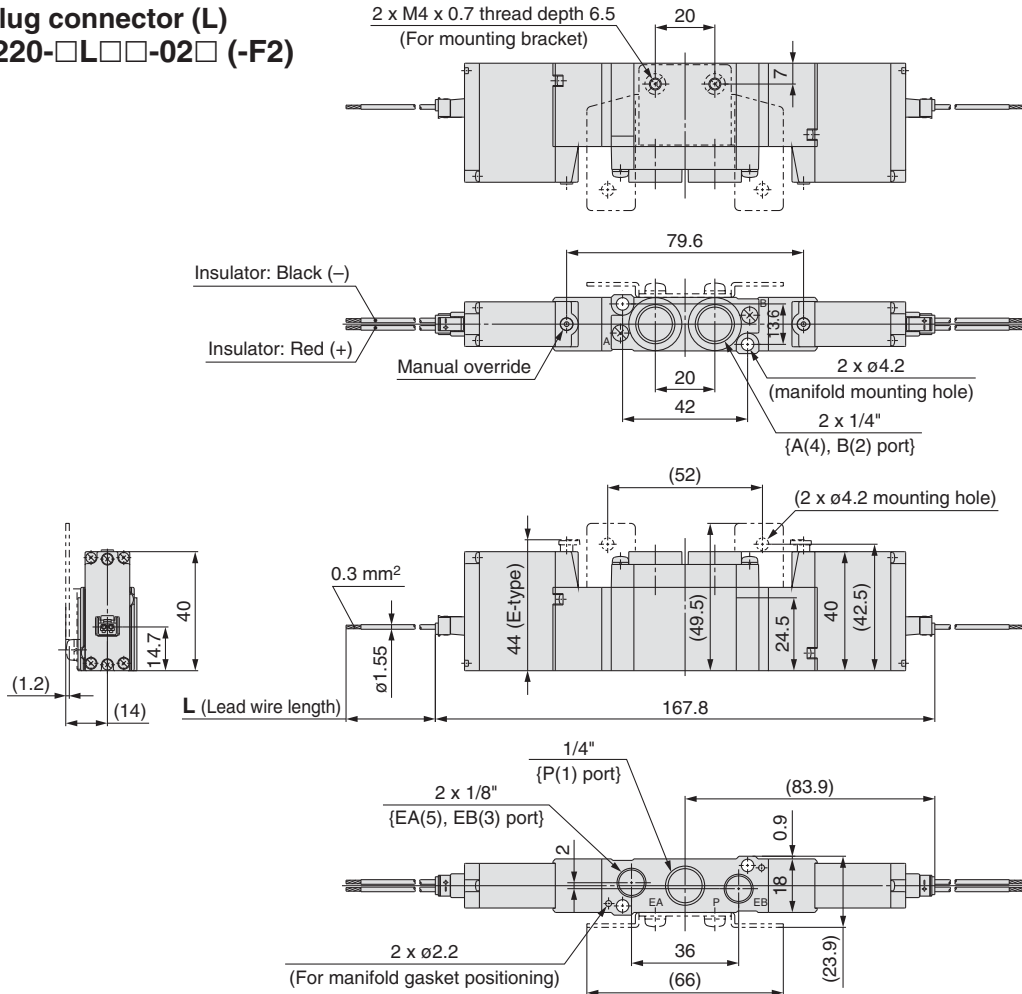 lug connector (L)
220-□L□□-02□ (-F2)
2 x M4 x 0.7 thread depth 6.5
(For mounting bracket)
20
7
79.6
Insulator: Black (–)
Insulator: Red (+)
Manual override
A
B
13.6
20
42
2 x ø4.2
(manifold mounting hole)
2 x 1/4"
{A(4), B(2) port}
(52)
(2 x ø4.2 mounting hole)
0.3 mm²
ø1.55
44 (E-type)
(49.5)
24.5
40
(42.5)
40
14.7
(1.2)
(14)
L (Lead wire length)
167.8
1/4"
{P(1) port}
2 x 1/8"
{EA(5), EB(3) port}
(83.9)
2
0.9
18
EA P EB
(23.9)
2 x ø2.2
(For manifold gasket positioning)
36
(66)